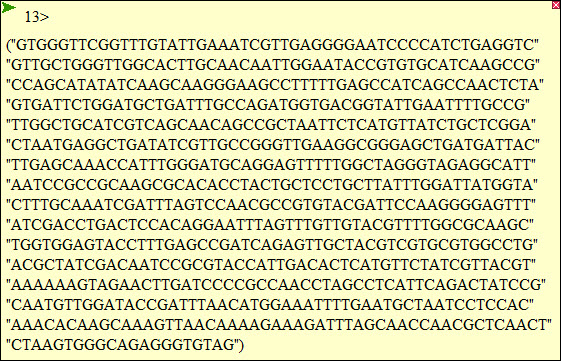 13>
("GTGGGTTCGGTTTGTATTGAAATCGTTGAGGGGAATCCCCATCTGAGGTC"
"GTTGCTGGGTTGGCACTTGCAACAATTGGAATACCGTGTGCATCAAGCCG"
"CCAGCATATATCAAGCAAGGGAAGCCTTTTTGAGCCATCAGCCAACTCTA"
"GTGATTCTGGATGCTGATTTGCCAGATGGTGACGGTATTGAATTTTGCCG"
"TTGGCTGCATCGTCAGCAACAGCCGCTAATTCTCATGTTATCTGCTCGGA"
"CTAATGAGGCTGATATCGTTGCCGGGTTGAAGGCGGGAGCTGATGATTAC"
"TTGAGCAAACCATTTGGGATGCAGGAGTTTTTGGCTAGGGTAGAGGCATT"
"AATCCGCCGCAAGCGCACACCTACTGCTCCTGCTTATTTGGATTATGGTA"
"CTTTGCAAATCGATTTAGTCCAACGCCGTGTACGATTCCAAGGGGAGTTT"
"ATCGACCTGACTCCACAGGAATTTAGTTTGTTGTACGTTTTGGCGCAAGC"
"TGGTGGAGTACCTTTGAGCCGATCAGAGTTGCTACGTCGTGCGTGGCCTG"
"ACGCTATCGACAATCCGCGTACCATTGACACTCATGTTCTATCGTTACGT"
"AAAAAAGTAGAACTTGATCCCCGCCAACCTAGCCTCATTCAGACTATCCG"
"CAATGTTGGATACCGATTTAACATGGAAATTTTGAATGCTAATCCTCCAC"
"AAACACAAGCAAAGTTAACAAAAGAAAGATTTAGCAACCAACGCTCAACT"
"CTAAGTGGGCAGAGGGTGTAG")